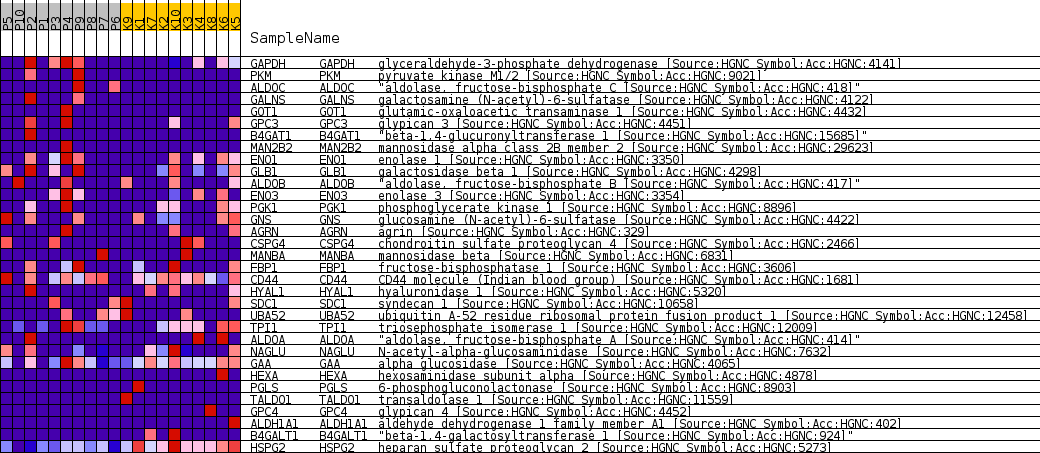 P5 P10 P2 P1 P3 P4 P9 P8 P7 P6 K9 K1 K7 K2 K10 K3 K4 K8 K6 K5
SampleName
GAPDH GAPDH glyceraldehyde-3-phosphate dehydrogenase [Source:HGNC Symbol;Acc:HGNC:4141]
PKM PKM pyruvate kinase M1/2 [Source:HGNC Symbol;Acc:HGNC:9021]
ALDOC ALDOC "aldolase, fructose-bisphosphate C [Source:HGNC Symbol;Acc:HGNC:418]"
GALNS GALNS galactosamine (N-acetyl)-6-sulfatase [Source:HGNC Symbol;Acc:HGNC:4122]
GOT1 GOT1 glutamic-oxaloacetic transaminase 1 [Source:HGNC Symbol;Acc:HGNC:4432]
GPC3 GPC3 glypican 3 [Source:HGNC Symbol;Acc:HGNC:4451]
B4GAT1 B4GAT1 "beta-1,4-glucuronyltransferase 1 [Source:HGNC Symbol;Acc:HGNC:15685]"
MAN2B2 MAN2B2 mannosidase alpha class 2B member 2 [Source:HGNC Symbol;Acc:HGNC:29623]
ENO1 ENO1 enolase 1 [Source:HGNC Symbol;Acc:HGNC:3350]
GLB1 GLB1 galactosidase beta 1 [Source:HGNC Symbol;Acc:HGNC:4298]
ALDOB ALDOB "aldolase, fructose-bisphosphate B [Source:HGNC Symbol;Acc:HGNC:417]"
ENO3 ENO3 enolase 3 [Source:HGNC Symbol;Acc:HGNC:3354]
PGK1 PGK1 phosphoglycerate kinase 1 [Source:HGNC Symbol;Acc:HGNC:8896]
GNS GNS glucosamine (N-acetyl)-6-sulfatase [Source:HGNC Symbol;Acc:HGNC:4422]
AGRN AGRN agrin [Source:HGNC Symbol;Acc:HGNC:329]
CSPG4 CSPG4 chondroitin sulfate proteoglycan 4 [Source:HGNC Symbol;Acc:HGNC:2466]
MANBA MANBA mannosidase beta [Source:HGNC Symbol;Acc:HGNC:6831]
FBP1 FBP1 fructose-bisphosphatase 1 [Source:HGNC Symbol;Acc:HGNC:3606]
CD44 CD44 CD44 molecule (Indian blood group) [Source:HGNC Symbol;Acc:HGNC:1681]
HYAL1 HYAL1 hyaluronidase 1 [Source:HGNC Symbol;Acc:HGNC:5320]
SDC1 SDC1 syndecan 1 [Source:HGNC Symbol;Acc:HGNC:10658]
UBA52 UBA52 ubiquitin A-52 residue ribosomal protein fusion product 1 [Source:HGNC Symbol;Acc:HGNC:12458]
TPI1 TPI1 triosephosphate isomerase 1 [Source:HGNC Symbol;Acc:HGNC:12009]
ALDOA ALDOA "aldolase, fructose-bisphosphate A [Source:HGNC Symbol;Acc:HGNC:414]"
NAGLU NAGLU N-acetyl-alpha-glucosaminidase [Source:HGNC Symbol;Acc:HGNC:7632]
GAA GAA alpha glucosidase [Source:HGNC Symbol;Acc:HGNC:4065]
HEXA HEXA hexosaminidase subunit alpha [Source:HGNC Symbol;Acc:HGNC:4878]
PGLS PGLS 6-phosphogluconolactonase [Source:HGNC Symbol;Acc:HGNC:8903]
TALDO1 TALDO1 transaldolase 1 [Source:HGNC Symbol;Acc:HGNC:11559]
GPC4 GPC4 glypican 4 [Source:HGNC Symbol;Acc:HGNC:4452]
ALDH1A1 ALDH1A1 aldehyde dehydrogenase 1 family member A1 [Source:HGNC Symbol;Acc:HGNC:402]
B4GALT1 B4GALT1 "beta-1,4-galactosyltransferase 1 [Source:HGNC Symbol;Acc:HGNC:924]"
HSPG2 HSPG2 heparan sulfate proteoglycan 2 [Source:HGNC Symbol;Acc:HGNC:5273]